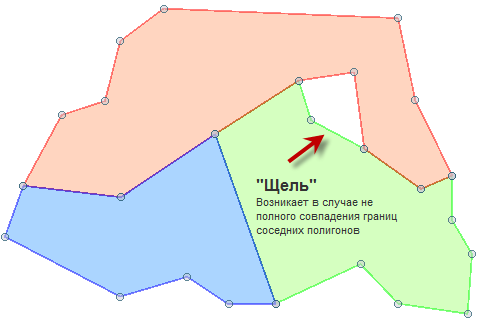 "Щель"
Возникает в случае не
полного совпадения границ
соседних полигонов